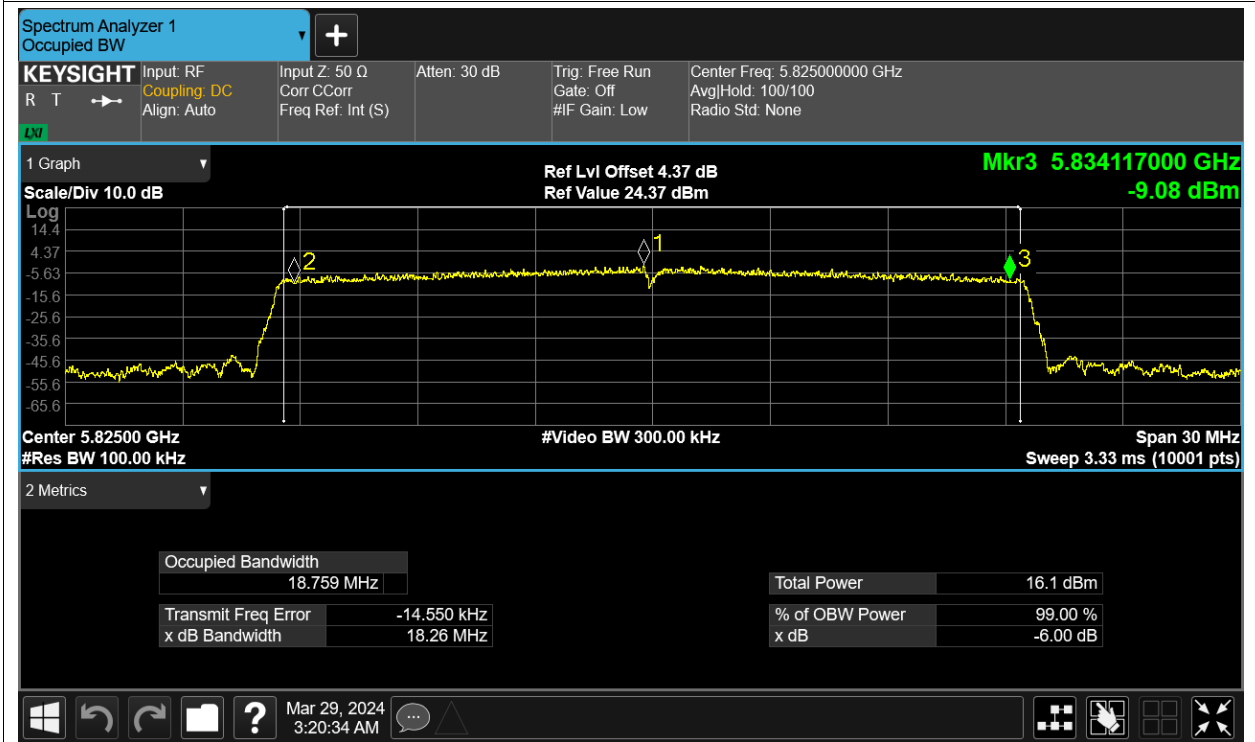 Spectrum Analyzer 1
Occupied BW
KEYSIGHT
R T
LXI
Input: RF
Coupling: DC
Align: Auto
Input Z: 50 Ω
Corr CCorr
Freq Ref: Int (S)
Atten: 30 dB
Trig: Free Run
Gate: Off
#IF Gain: Low
Center Freq: 5.825000000 GHz
Avg|Hold: 100/100
Radio Std: None
1 Graph
Scale/Div 10.0 dB
Ref Lvl Offset 4.37 dB
Ref Value 24.37 dBm
Mkr3 5.834117000 GHz
-9.08 dBm
Log
14.4
4.37
-5.63
-15.6
-25.6
-35.6
-45.6
-55.6
-65.6
2
1
3
Center 5.82500 GHz
#Video BW 300.00 kHz
Span 30 MHz
#Res BW 100.00 kHz
Sweep 3.33 ms (10001 pts)
2 Metrics
Occupied Bandwidth
18.759 MHz
Transmit Freq Error -14.550 kHz
x dB Bandwidth 18.26 MHz
Total Power 16.1 dBm
% of OBW Power 99.00 %
x dB -6.00 dB
?
Mar 29, 2024
3:20:34 AM